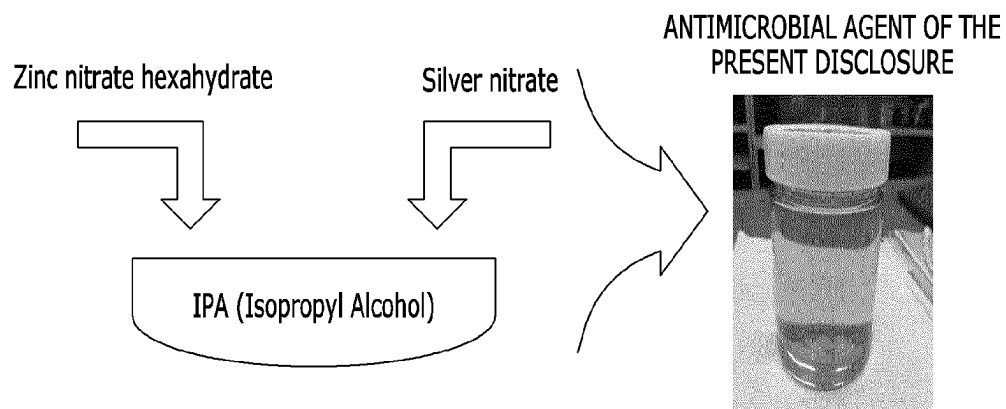 ANTIMICROBIAL AGENT OF THE
PRESENT DISCLOSURE
Zinc nitrate hexahydrate
Silver nitrate
IPA (Isopropyl Alcohol)